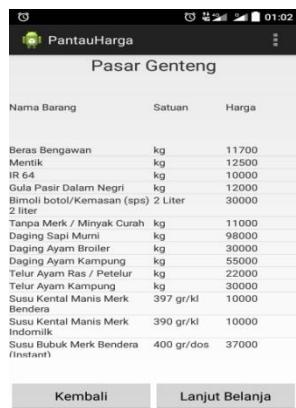 01:02
PantauHarga
Pasar Genteng
Nama Barang Satuan Harga
Beras Bengawan kg 11700
Mentik kg 12500
IR 64 kg 10000
Gula Pasir Dalam Negri kg 12000
Bimoli botol/Kemasan (sps) 2 Liter 30000
2 liter
Tanpa Merk / Minyak Curah kg 11000
Daging Sapi Murni kg 98000
Daging Ayam Broiler kg 30000
Daging Ayam Kampung kg 55000
Telur Ayam Ras / Petelur kg 22000
Telur Ayam Kampung kg 30000
Susu Kental Manis Merk 397 gr/kl 10000
Bendera
Susu Kental Manis Merk 390 gr/kl 10000
Indomilk
Susu Bubuk Merk Bendera 400 gr/dos 37000
(Instant)
Kembali Lanjut Belanja